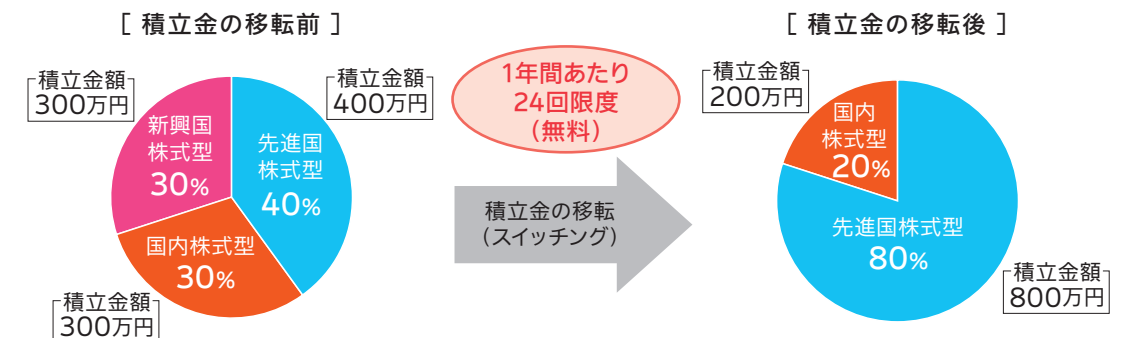 ［ 積立金の移転前 ］
積立金額
300万円
積立金額
400万円
新興国
株式型
30%
先進国
株式型
40%
国内株式型
30%
積立金額
300万円
1年間あたり
24回限度
（無料）
積立金の移転
（スイッチング）
［ 積立金の移転後 ］
積立金額
200万円
国内
株式型
20%
先進国株式型
80%
積立金額
800万円